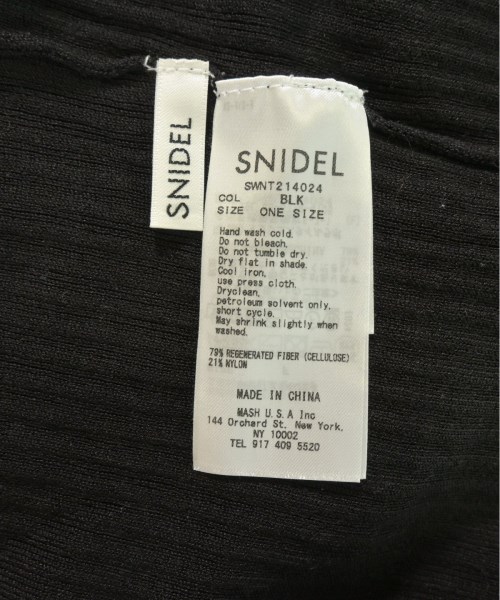 SNIDEL
SNIDEL
SWNT214024
COL BLK
SIZE ONE SIZE
Hand wash cold.
Do not bleach.
Do not tumble dry.
Dry flat in shade.
Cool iron.
use press cloth.
Dryclean.
petroleum solvent only.
short cycle.
May shrink slightly when
washed.
79% REGENERATED FIBER (CELLULOSE)
21% NYLON
MADE IN CHINA
MASH U.S.A Inc
144 Orchard St. New York,
NY 10002
TEL 917 409 5520